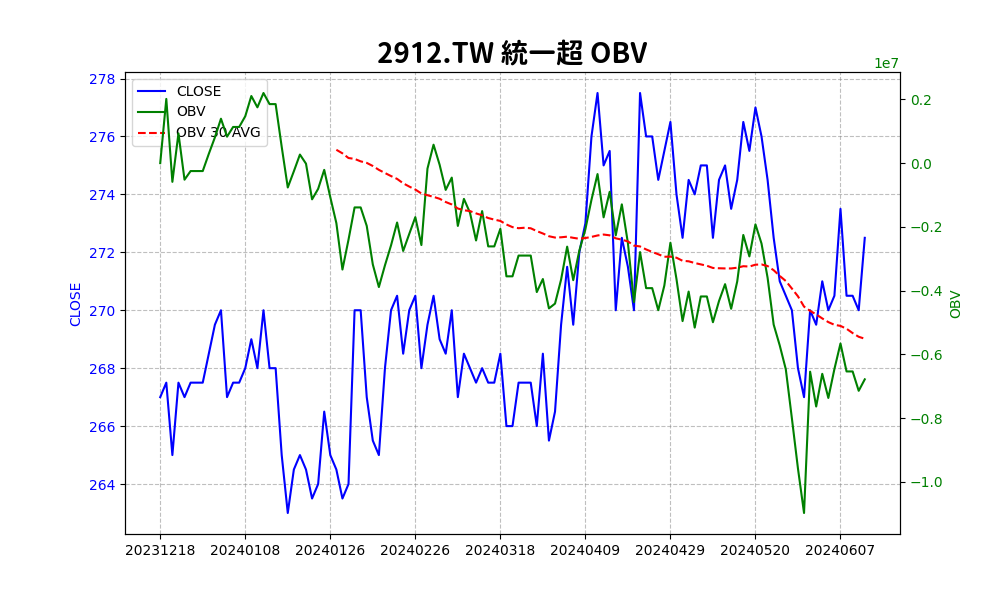 2912.TW 統一超 OBV
1e7
278
276
274
272
270
268
266
264
CLOSE
CLOSE
OBV
OBV 30 AVG
0.2
0.0
−0.2
−0.4
−0.6
−0.8
−1.0
OBV
20231218 20240108 20240126 20240226 20240318 20240409 20240429 20240520 20240607